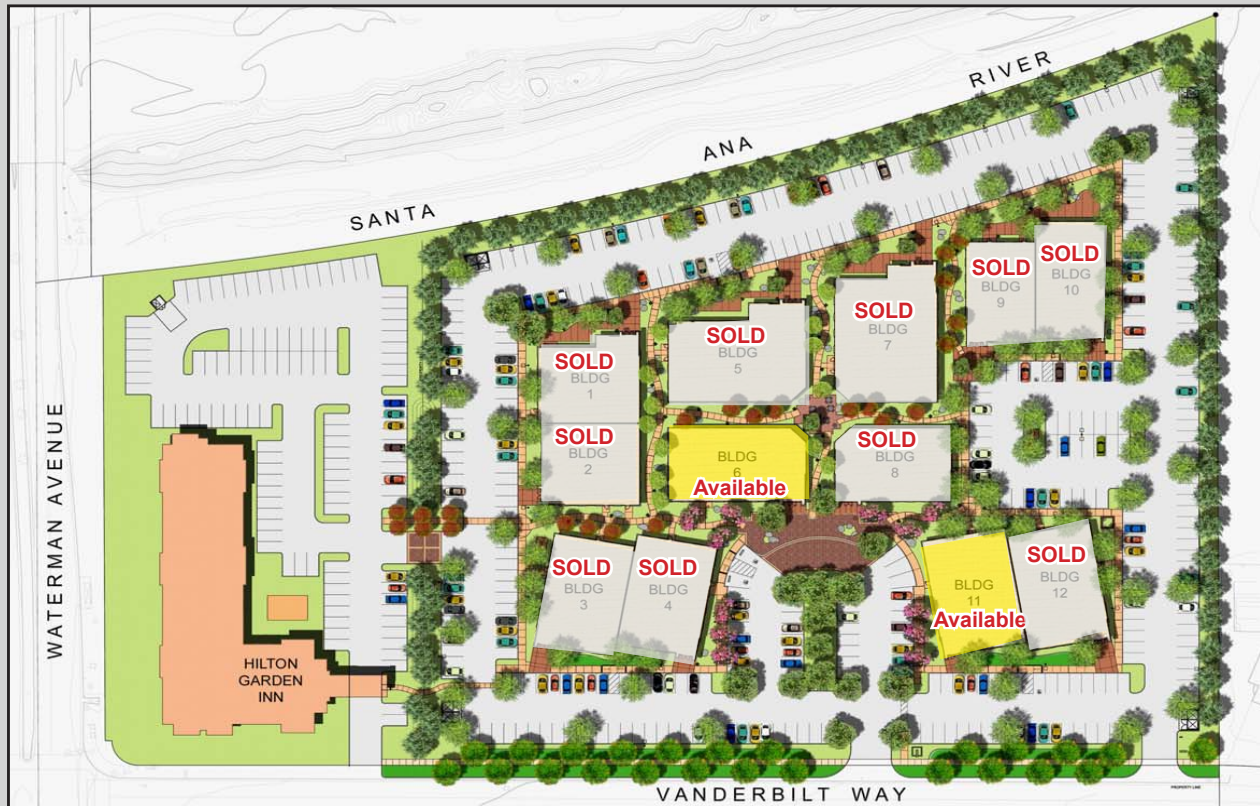 SANTA ANA RIVER
WATERMAN AVENUE
SOLD
BLDG
1
SOLD
BLDG
2
SOLD
BLDG
3
SOLD
BLDG
4
SOLD
BLDG
5
BLDG
6
Available
SOLD
BLDG
7
SOLD
BLDG
8
SOLD
BLDG
9
SOLD
BLDG
10
BLDG
11
Available
SOLD
BLDG
12
HILTON
GARDEN
INN
VANDERBILT WAY
PROPERTY LINE